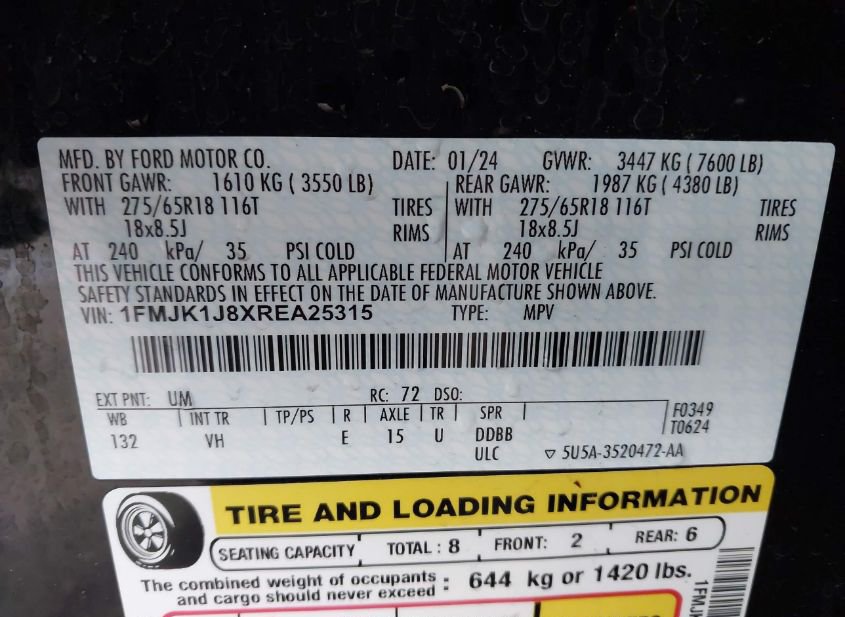 MFD. BY FORD MOTOR CO. DATE: 01/24 GVWR: 3447 KG ( 7600 LB)
FRONT GAWR: 1610 KG ( 3550 LB) REAR GAWR: 1987 KG ( 4380 LB)
WITH 275/65R18 116T TIRES WITH 275/65R18 116T TIRES
18x8.5J RIMS 18x8.5J RIMS
AT 240 kPa/ 35 PSI COLD AT 240 kPa/ 35 PSI COLD
THIS VEHICLE CONFORMS TO ALL APPLICABLE FEDERAL MOTOR VEHICLE
SAFETY STANDARDS IN EFFECT ON THE DATE OF MANUFACTURE SHOWN ABOVE.
VIN: 1FMJK1J8XREA25315 TYPE: MPV
EXT PNT: UM RC: 72 DSO:
WB INT TR TP/PS R AXLE TR SPR F0349
132 VH E 15 U DDBB T0624
ULC ▽ 5U5A-3520472-AA
TIRE AND LOADING INFORMATION
SEATING CAPACITY TOTAL : 8 FRONT: 2 REAR: 6
The combined weight of occupants and cargo should never exceed : 644 kg or 1420 lbs.
1FMJK